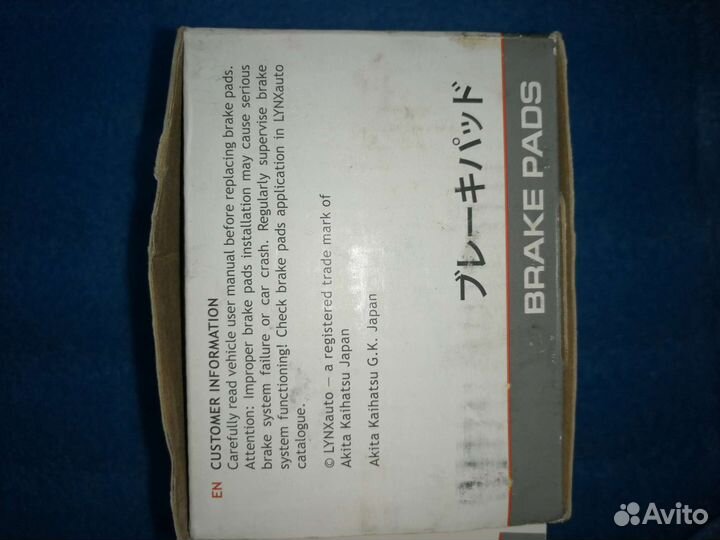 EN CUSTOMER INFORMATION
Carefully read vehicle user manual before replacing brake pads.
Attention: Improper brake pads installation may cause serious
brake system failure or car crash. Regularly supervise brake
system functioning! Check brake pads application in LYNXauto
catalogue.
© LYNXauto — a registered trade mark of
Akita Kaihatsu Japan
Akita Kaihatsu G.K. Japan
ブレーキパッド
BRAKE PADS
Avito